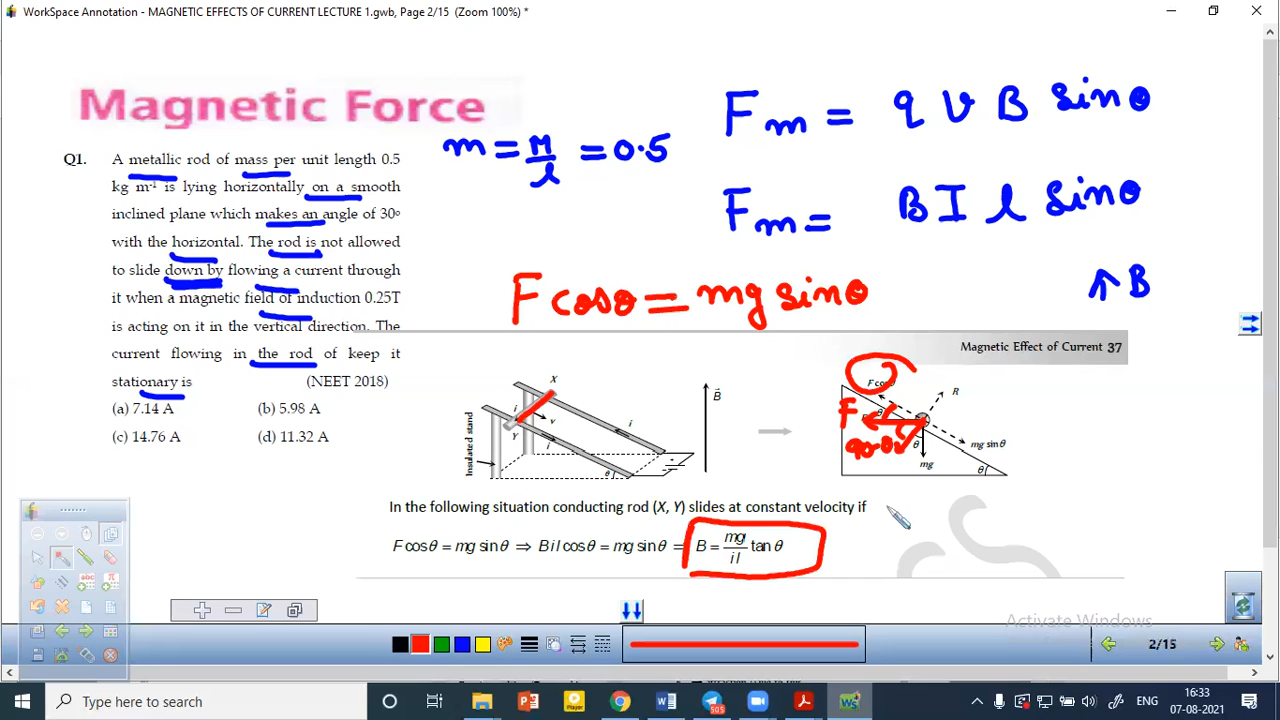 WorkSpace Annotation - MAGNETIC EFFECTS OF CURRENT LECTURE 1.gwb, Page 2/15 (Zoom 100%) *
Magnetic Force
Fm = q v B sinθ
m = M/l = 0.5
Q1. A metallic rod of mass per unit length 0.5
kg m-1 is lying horizontally on a smooth
inclined plane which makes an angle of 30o
with the horizontal. The rod is not allowed
to slide down by flowing a current through
it when a magnetic field of induction 0.25T
is acting on it in the vertical direction. The
current flowing in the rod of keep it
stationary is (NEET 2018)
(a) 7.14 A (b) 5.98 A
(c) 14.76 A (d) 11.32 A
Fm = B I l sinθ
↑ B
F cosθ = mg sinθ
Magnetic Effect of Current 37
X
i
v
Y
i
i
θ
Insulated stand
B⃗
F cosθ
R
F
θ
90-θ
θ
mg
mg sinθ
θ
In the following situation conducting rod (X, Y) slides at constant velocity if
F cosθ = mg sinθ ⇒ B i l cosθ = mg sinθ = B = mg/il tanθ
Activate Windows
abc
2/15
Type here to search
505
ENG
16:33
07-08-2021